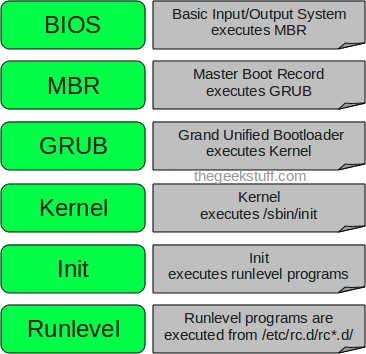 BIOS
Basic Input/Output System
executes MBR
MBR
Master Boot Record
executes GRUB
GRUB
Grand Unified Bootloader
executes Kernel
thegeekstuff.com
Kernel
Kernel
executes /sbin/init
Init
Init
executes runlevel programs
Runlevel
Runlevel programs are
executed from /etc/rc.d/rc*.d/